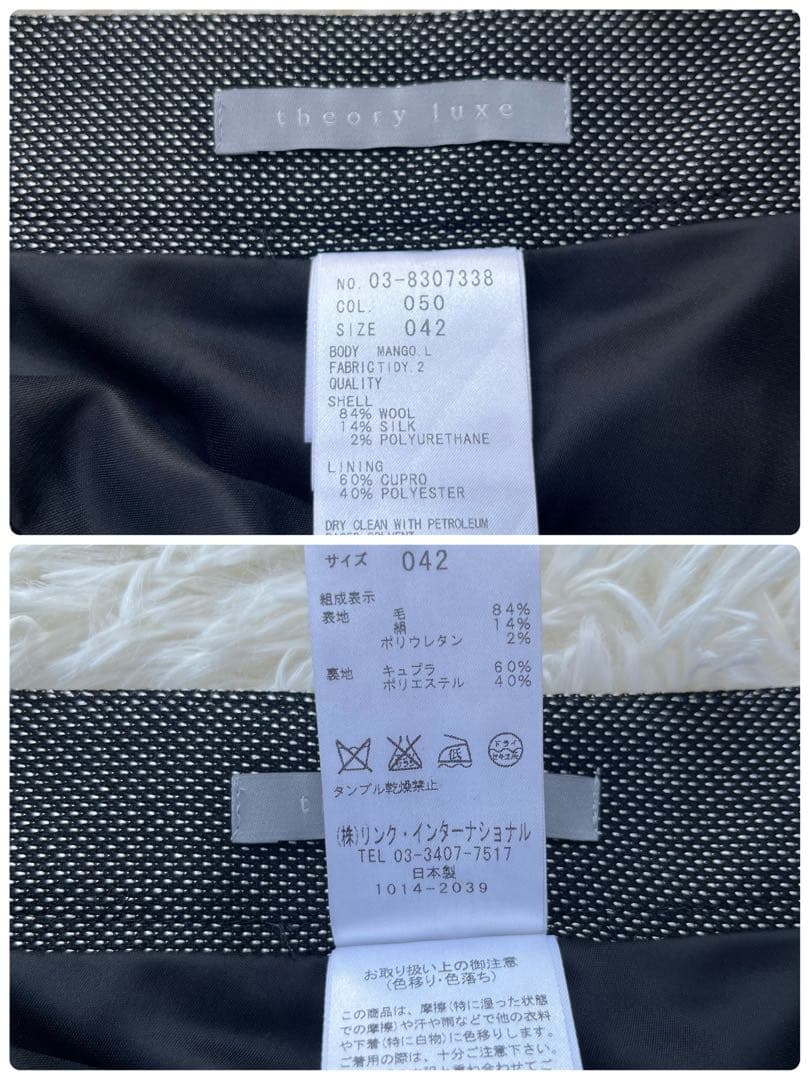 theory luxe
NO. 03-8307338
COL. 050
SIZE 042
BODY MANGO.L
FABRICTIDY.2
QUALITY
SHELL
84% WOOL
14% SILK
2% POLYURETHANE
LINING
60% CUPRO
40% POLYESTER
DRY CLEAN WITH PETROLEUM
サイズ 042
組成表示
表地 毛 84%
絹 14%
ポリウレタン 2%
裏地 キュプラ 60%
ポリエステル 40%
低
ドライ
セキユ系
タンブル乾燥禁止
t
(株)リンク・インターナショナル
TEL 03-3407-7517
日本製
1014-2039
お取り扱い上の御注意
(色移り・色落ち)
この商品は、摩擦(特に湿った状態
での摩擦)や汗や雨などで他の衣料
や下着(特に白物)に色移りします。
ご着用の際は、十分ご注意下さい。